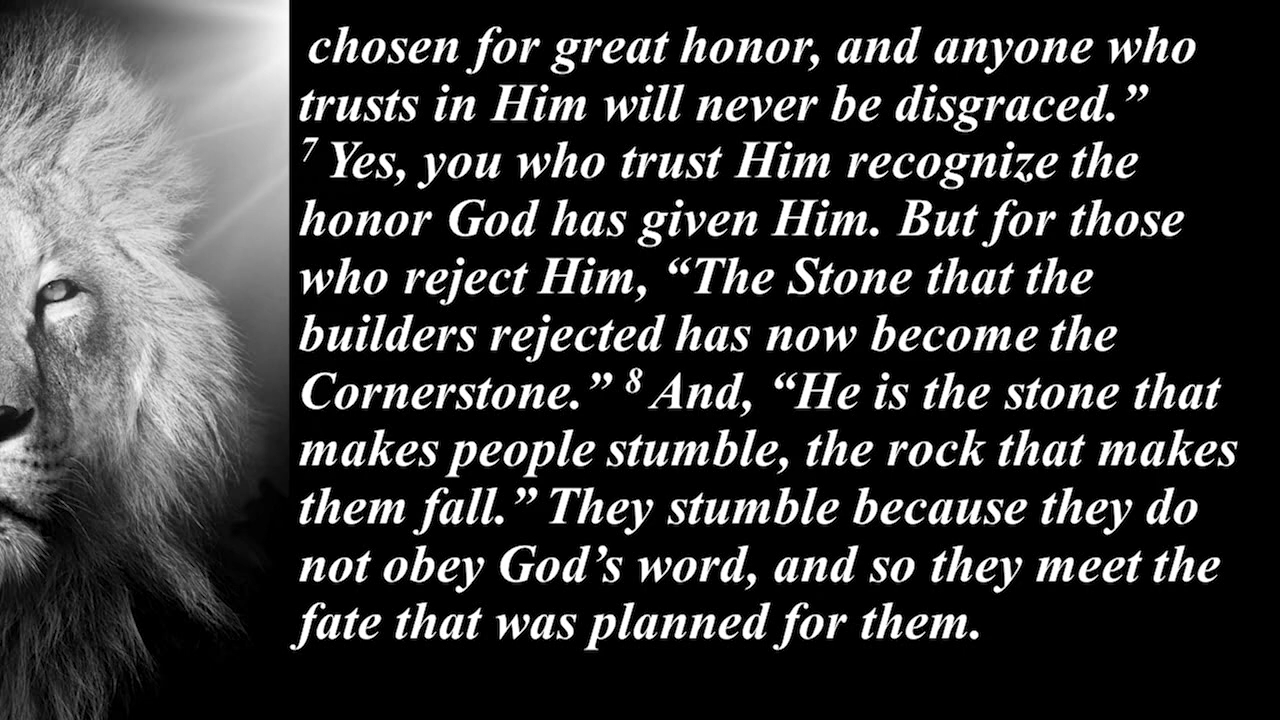 chosen for great honor, and anyone who
trusts in Him will never be disgraced.”
⁷ Yes, you who trust Him recognize the
honor God has given Him. But for those
who reject Him, “The Stone that the
builders rejected has now become the
Cornerstone.” ⁸ And, “He is the stone that
makes people stumble, the rock that makes
them fall.” They stumble because they do
not obey God’s word, and so they meet the
fate that was planned for them.